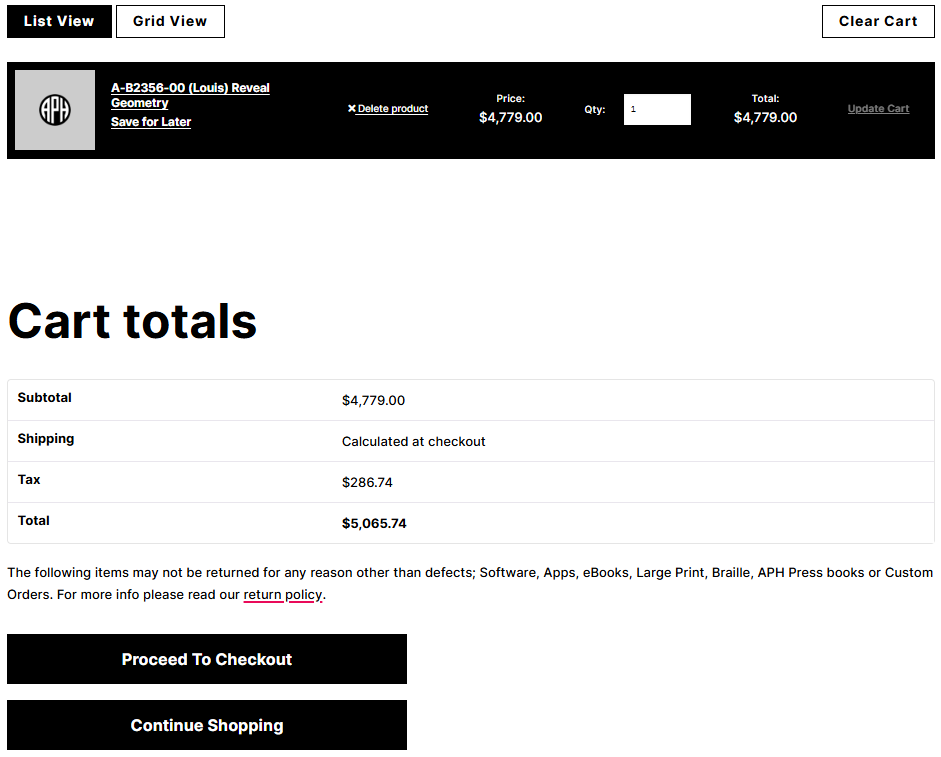 List View
Grid View
Clear Cart
APH
A-B2356-00 (Louis) Reveal
Geometry
Save for Later
Delete product
Price:
$4,779.00
Qty:
1
Total:
$4,779.00
Update Cart
Cart totals
Subtotal
$4,779.00
Shipping
Calculated at checkout
Tax
$286.74
Total
$5,065.74
The following items may not be returned for any reason other than defects; Software, Apps, eBooks, Large Print, Braille, APH Press books or Custom
Orders. For more info please read our return policy.
Proceed To Checkout
Continue Shopping